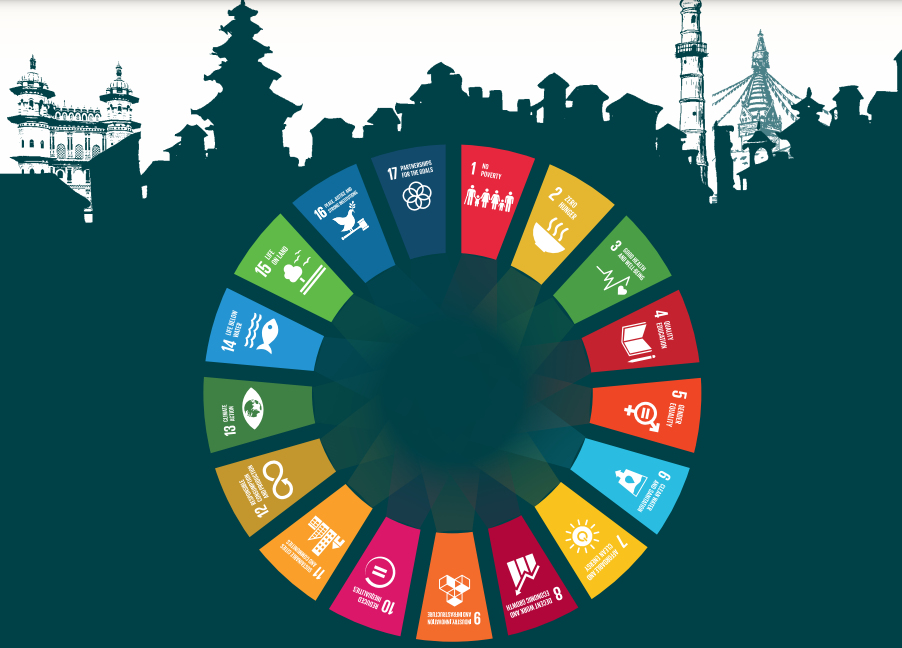 1 NO
POVERTY
2 ZERO
HUNGER
3 GOOD HEALTH
AND WELL-BEING
4 QUALITY
EDUCATION
5 GENDER
EQUALITY
6 CLEAN WATER
AND SANITATION
7 AFFORDABLE AND
CLEAN ENERGY
8 DECENT WORK AND
ECONOMIC GROWTH
9 INDUSTRY, INNOVATION
AND INFRASTRUCTURE
10 REDUCED
INEQUALITIES
11 SUSTAINABLE CITIES
AND COMMUNITIES
12 RESPONSIBLE
CONSUMPTION
AND PRODUCTION
13 CLIMATE
ACTION
14 LIFE BELOW
WATER
15 LIFE
ON LAND
16 PEACE, JUSTICE AND
STRONG INSTITUTIONS
17 PARTNERSHIPS
FOR THE GOALS